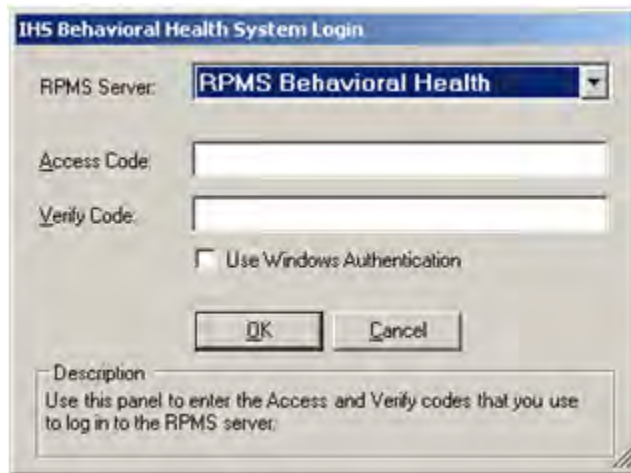 IHS Behavioral Health System Login
RPMS Server: RPMS Behavioral Health
Access Code:
Verify Code:
Use Windows Authentication
OK Cancel
Description
Use this panel to enter the Access and Verify codes that you use
to log in to the RPMS server.